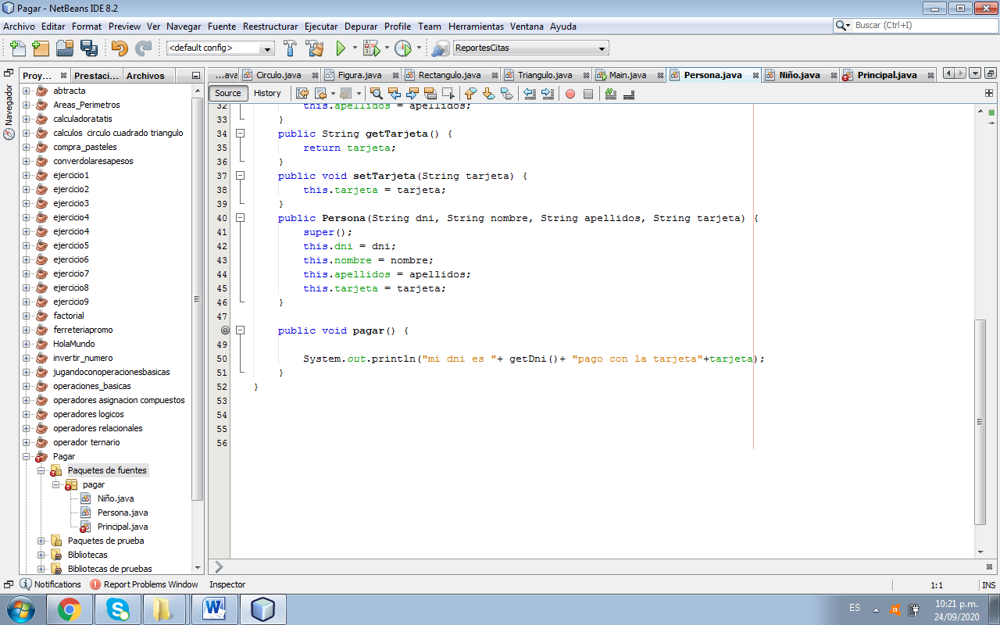 Pagar - NetBeans IDE 8.2
Archivo Editar Format Preview Ver Navegar Fuente Reestructurar Ejecutar Depurar Profile Team Herramientas Ventana Ayuda
Buscar (Ctrl+I)
<default config>
ReportesCitas
Proy...
Prestaci...
Archivos
...ava
Circulo.java
Figura.java
Rectangulo.java
Triangulo.java
Main.java
Persona.java
Niño.java
Principal.java
Navegador
Source History
abtracta
Areas_Perimetros
calculadoratatis
calculos circulo cuadrado triangulo
compra_pasteles
converdolaresapesos
ejercicio1
ejercicio2
ejercicio3
ejercicio4
ejercicio4
ejercicio5
ejercicio6
ejercicio7
ejercicio8
ejercicio9
factorial
ferreteriapromo
HolaMundo
invertir_numero
jugandoconoperacionesbasicas
operaciones_basicas
operadores asignacion compuestos
operadores logicos
operadores relacionales
operador ternario
Pagar
Paquetes de fuentes
pagar
Niño.java
Persona.java
Principal.java
Paquetes de prueba
Bibliotecas
Bibliotecas de pruebas
32 this.apellidos = apellidos;
33 }
34 public String getTarjeta() {
35 return tarjeta;
36 }
37 public void setTarjeta(String tarjeta) {
38 this.tarjeta = tarjeta;
39 }
40 public Persona(String dni, String nombre, String apellidos, String tarjeta) {
41 super();
42 this.dni = dni;
43 this.nombre = nombre;
44 this.apellidos = apellidos;
45 this.tarjeta = tarjeta;
46 }
47
public void pagar() {
49
50 System.out.println("mi dni es "+ getDni()+ "pago con la tarjeta"+tarjeta);
51 }
52 }
53
54
55
56
Notifications Report Problems Window Inspector
1:1 INS
ES
10:21 p.m.
24/09/2020